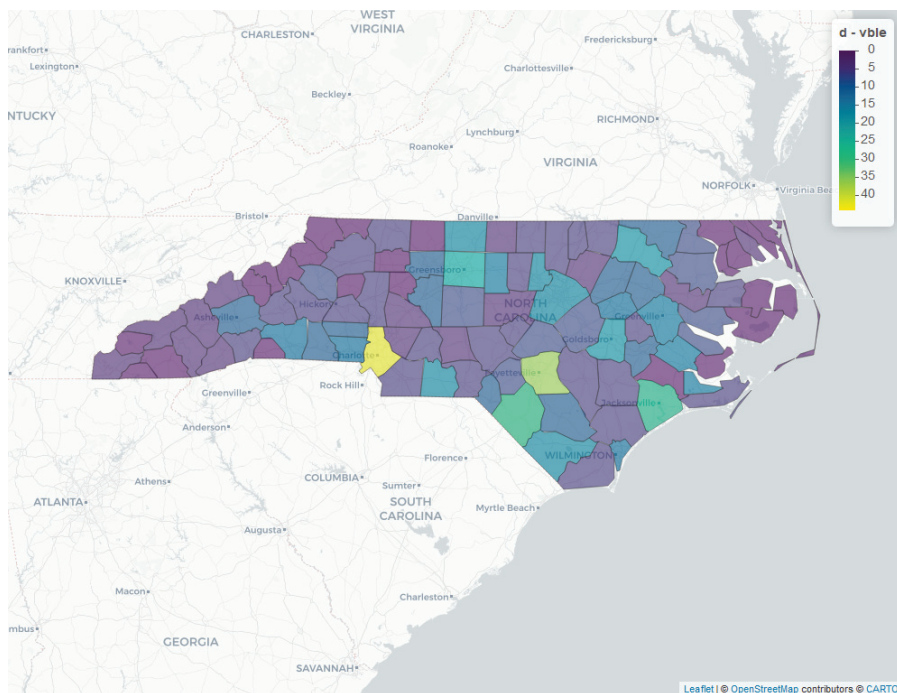 WEST
VIRGINIA
CHARLESTON
Fredericksburg
rankfort
Lexington
Charlottesville
Beckley
NTUCKY
RICHMOND
Lynchburg
Roanoke
VIRGINIA
NORFOLK
Virginia Bea
Bristol
Danville
KNOXVILLE
Greensboro
Hickory
NORTH
CAROLINA
Asheville
Greenville
Goldsboro
Charlotte
Fayetteville
Rock Hill
Greenville
Jacksonville
Anderson
WILMINGTON
Florence
COLUMBIA
Athens
Sumter
ATLANTA
SOUTH
CAROLINA
Myrtle Beach
Augusta
Macon
Charleston
mbus
GEORGIA
SAVANNAH
d - vble
0
5
10
15
20
25
30
35
40
Leaflet | © OpenStreetMap contributors © CARTO